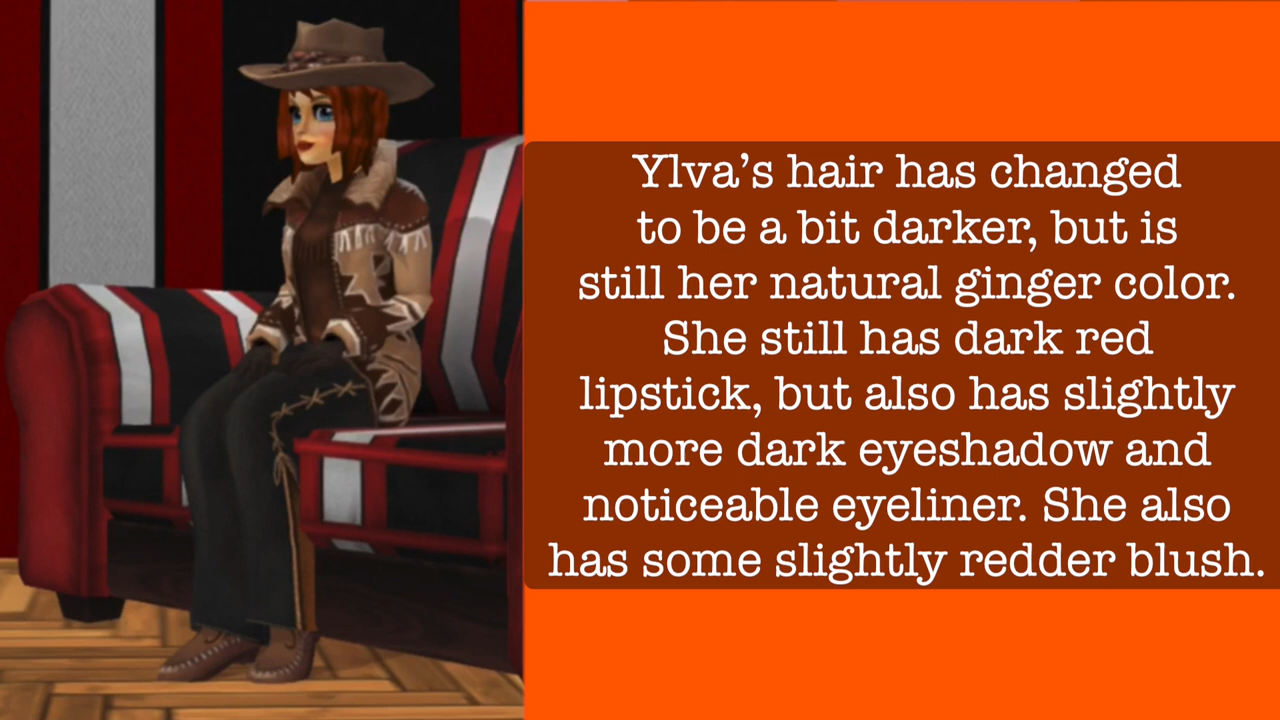 Ylva’s hair has changed
to be a bit darker, but is
still her natural ginger color.
She still has dark red
lipstick, but also has slightly
more dark eyeshadow and
noticeable eyeliner. She also
has some slightly redder blush.